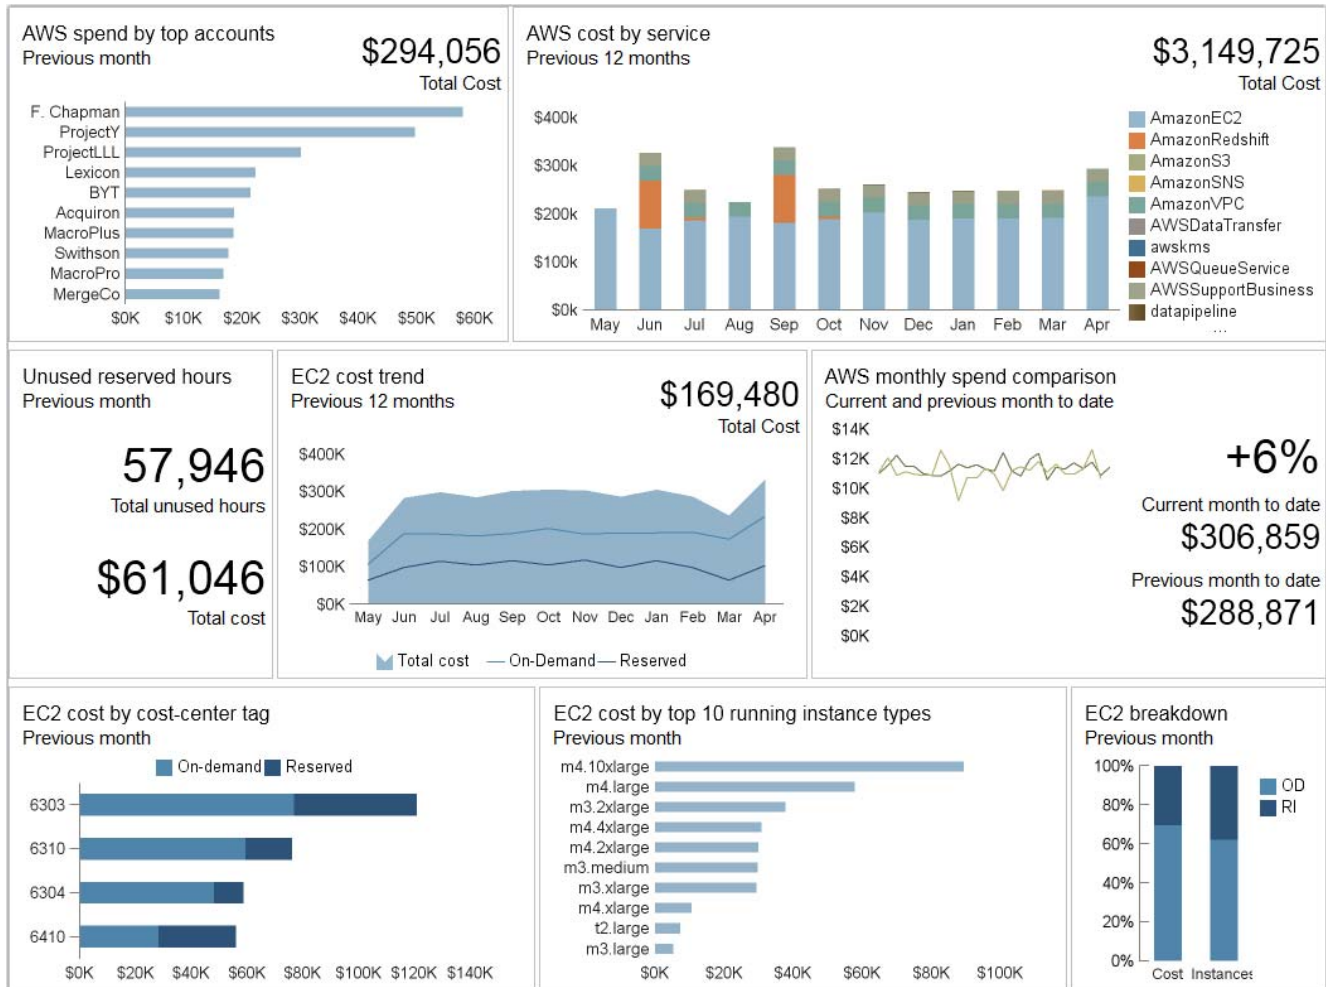 AWS spend by top accounts
Previous month
$294,056
Total Cost
F. Chapman
ProjectY
ProjectLLL
Lexicon
BYT
Acquiron
MacroPlus
Swithson
MacroPro
MergeCo
$0K $10K $20K $30K $40K $50K $60K
AWS cost by service
Previous 12 months
$3,149,725
Total Cost
$400k
$300k
$200k
$100k
$0k
May Jun Jul Aug Sep Oct Nov Dec Jan Feb Mar Apr
AmazonEC2
AmazonRedshift
AmazonS3
AmazonSNS
AmazonVPC
AWSDataTransfer
awskms
AWSQueueService
AWSSupportBusiness
datapipeline
...
Unused reserved hours
Previous month
57,946
Total unused hours
$61,046
Total cost
EC2 cost trend
Previous 12 months
$169,480
Total Cost
$400K
$300K
$200K
$100K
$0K
May Jun Jul Aug Sep Oct Nov Dec Jan Feb Mar Apr
Total cost On-Demand Reserved
AWS monthly spend comparison
Current and previous month to date
$14K
$12K
$10K
$8K
$6K
$4K
$2K
$0K
+6%
Current month to date
$306,859
Previous month to date
$288,871
EC2 cost by cost-center tag
Previous month
On-demand Reserved
6303
6310
6304
6410
$0K $20K $40K $60K $80K $100K $120K $140K
EC2 cost by top 10 running instance types
Previous month
m4.10xlarge
m4.large
m3.2xlarge
m4.4xlarge
m4.2xlarge
m3.medium
m3.xlarge
m4.xlarge
t2.large
m3.large
$0K $20K $40K $60K $80K $100K
EC2 breakdown
Previous month
100%
80%
60%
40%
20%
0%
Cost Instances
OD
RI